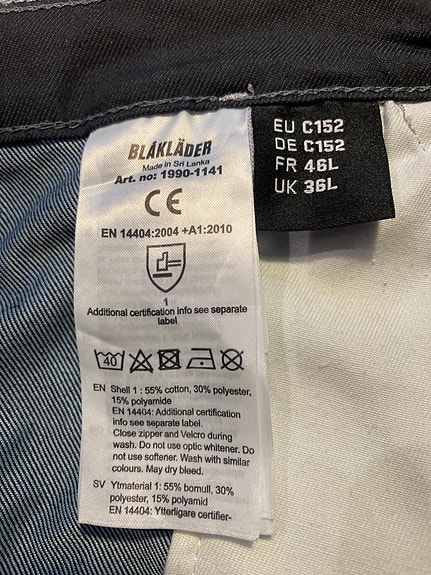 BLÅKLÄDER
Made in Sri Lanka
Art. no: 1990-1141
CE
EN 14404:2004 +A1:2010
1
Additional certification info see separate
label
40
EN Shell 1 : 55% cotton, 30% polyester,
15% polyamide
EN 14404: Additional certification
info see separate label.
Close zipper and Velcro during
wash. Do not use optic whitener. Do
not use softener. Wash with similar
colours. May dry bleed.
SV Ytmaterial 1: 55% bomull, 30%
polyester, 15% polyamid
EN 14404: Ytterligare certifier-
EU C152
DE C152
FR 46L
UK 36L